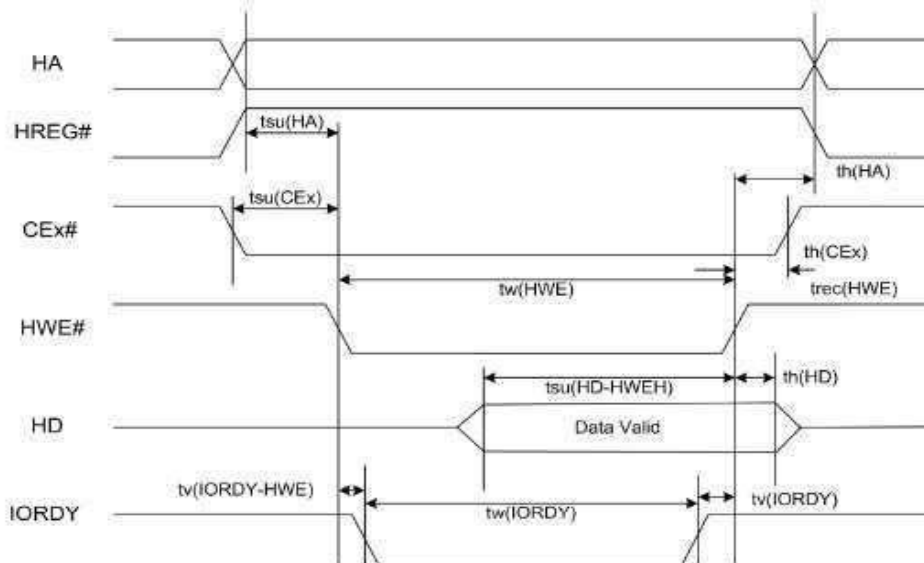 HA
tsu(HA)
HREG#
th(HA)
tsu(CEx)
CEx#
th(CEx)
tw(HWE)
trec(HWE)
HWE#
tsu(HD-HWEH)
th(HD)
HD
Data Valid
tv(IORDY-HWE)
tw(IORDY)
tv(IORDY)
IORDY